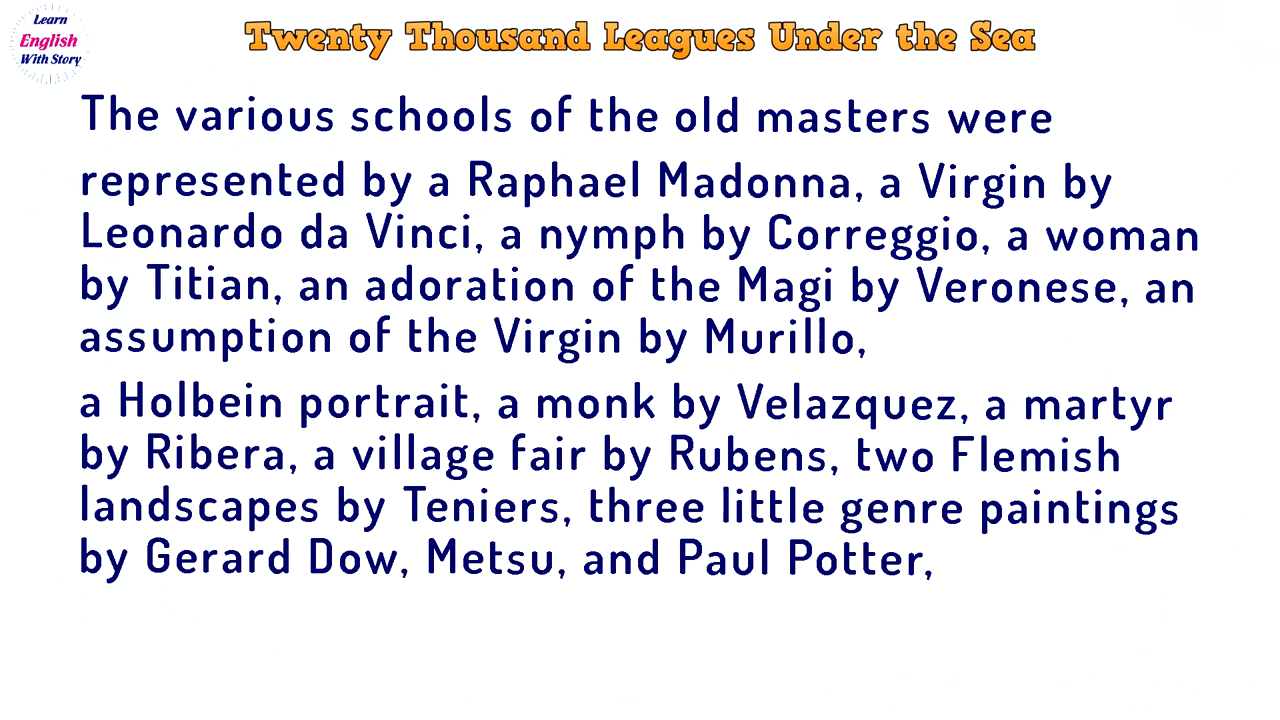 Learn
English
With Story
Twenty Thousand Leagues Under the Sea
The various schools of the old masters were
represented by a Raphael Madonna, a Virgin by
Leonardo da Vinci, a nymph by Correggio, a woman
by Titian, an adoration of the Magi by Veronese, an
assumption of the Virgin by Murillo,
a Holbein portrait, a monk by Velazquez, a martyr
by Ribera, a village fair by Rubens, two Flemish
landscapes by Teniers, three little genre paintings
by Gerard Dow, Metsu, and Paul Potter,